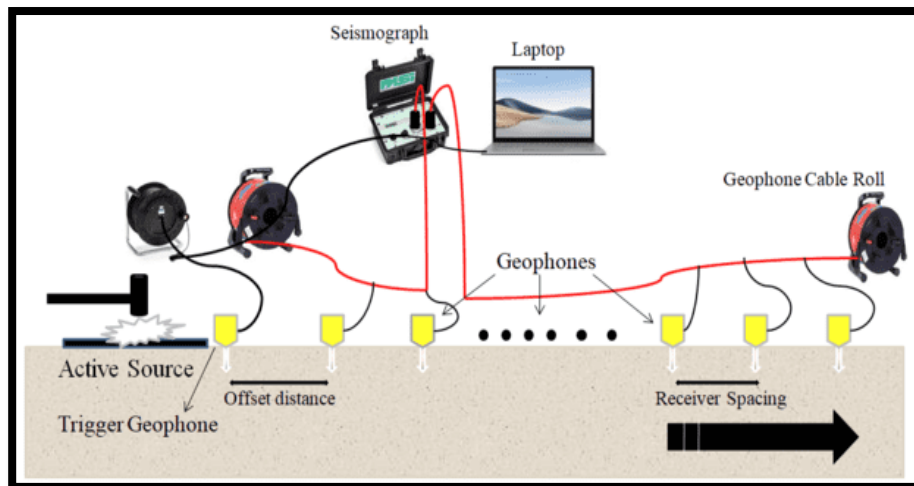 Seismograph
Laptop
Geophone Cable Roll
Geophones
Active Source
Offset distance
Receiver Spacing
Trigger Geophone